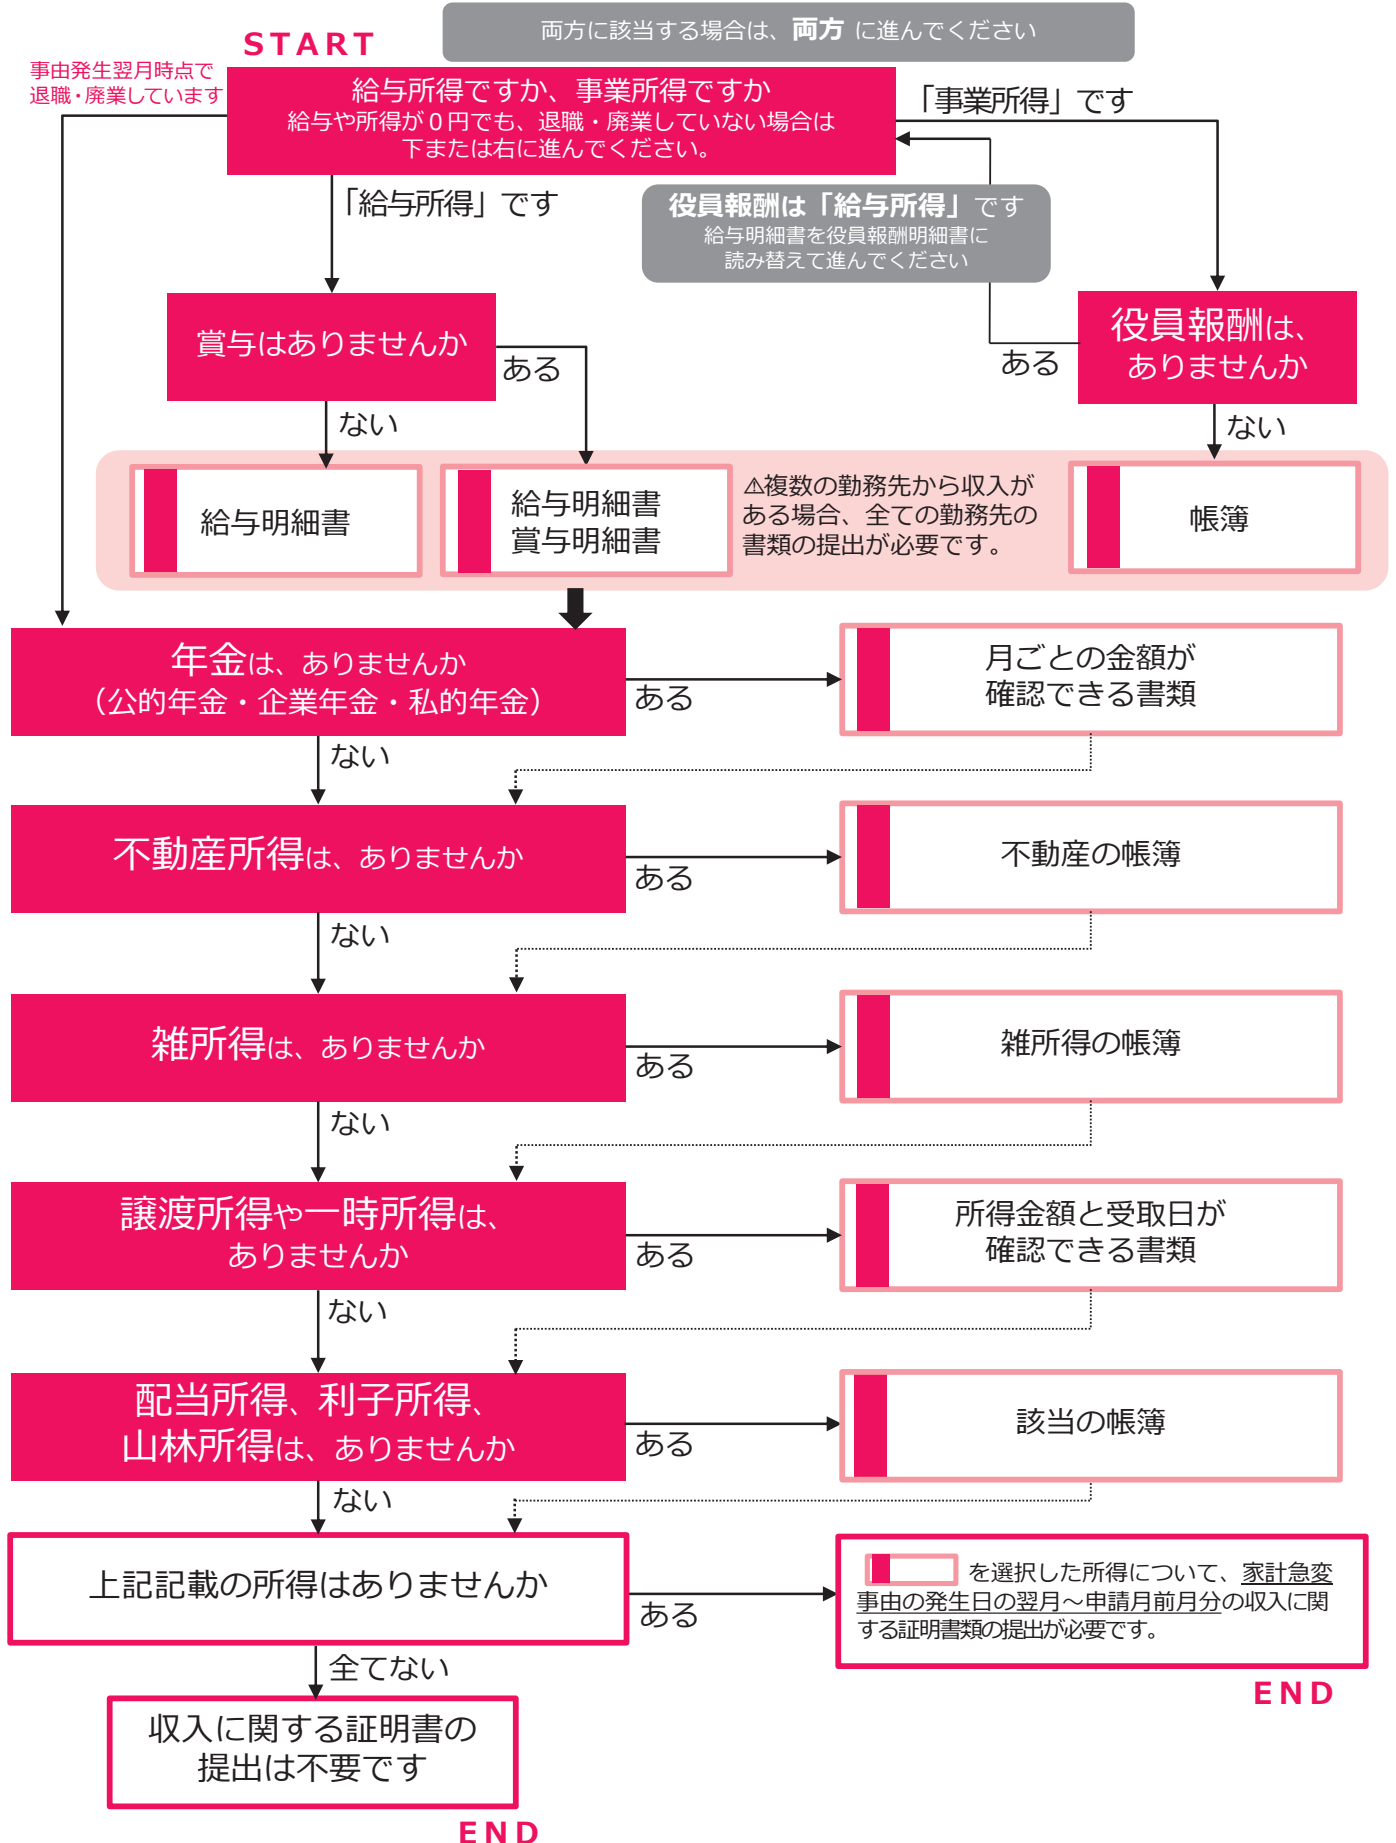 両方に該当する場合は、両方 に進んでください
START
事由発生翌月時点で
退職・廃業しています
給与所得ですか、事業所得ですか
給与や所得が０円でも、退職・廃業していない場合は
下または右に進んでください。
「事業所得」です
「給与所得」です
役員報酬は「給与所得」です
給与明細書を役員報酬明細書に
読み替えて進んでください
賞与はありませんか
ある
ない
役員報酬は、
ありませんか
ある
ない
給与明細書
給与明細書
賞与明細書
⚠複数の勤務先から収入が
ある場合、全ての勤務先の
書類の提出が必要です。
帳簿
年金は、ありませんか
（公的年金・企業年金・私的年金）
ある
月ごとの金額が
確認できる書類
ない
不動産所得は、ありませんか
ある
不動産の帳簿
ない
雑所得は、ありませんか
ある
雑所得の帳簿
ない
譲渡所得や一時所得は、
ありませんか
ある
所得金額と受取日が
確認できる書類
ない
配当所得、利子所得、
山林所得は、ありませんか
ある
該当の帳簿
ない
上記記載の所得はありませんか
ある
を選択した所得について、家計急変
事由の発生日の翌月～申請月前月分の収入に関
する証明書類の提出が必要です。
END
全てない
収入に関する証明書の
提出は不要です
END